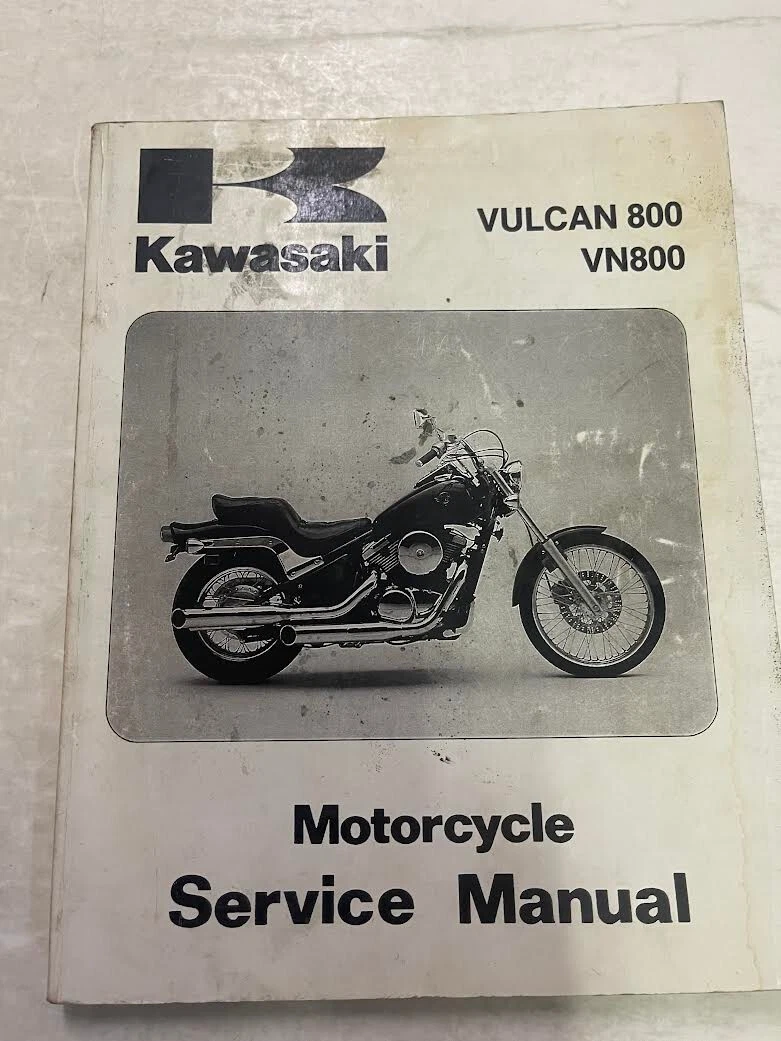 Kawasaki
VULCAN 800
VN800
Motorcycle
Service Manual